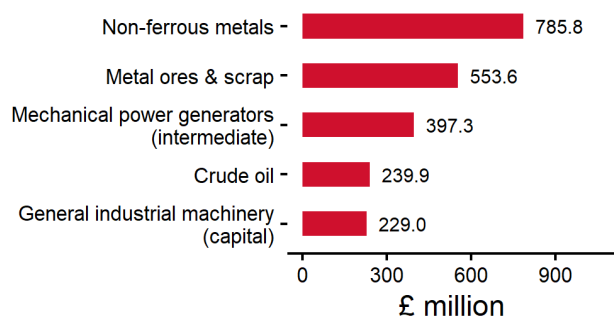 Non-ferrous metals
785.8
Metal ores & scrap
553.6
Mechanical power generators
(intermediate)
397.3
Crude oil
239.9
General industrial machinery
(capital)
229.0
0 300 600 900
£ million